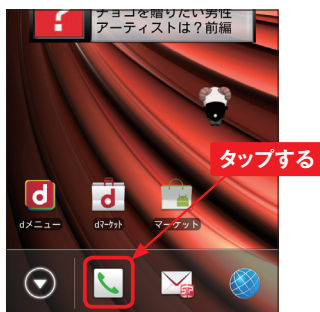 チョコを贈りたい男性
アーティストは？前編
?
タップする
d
d
dメニュー
dマーケット
マーケット